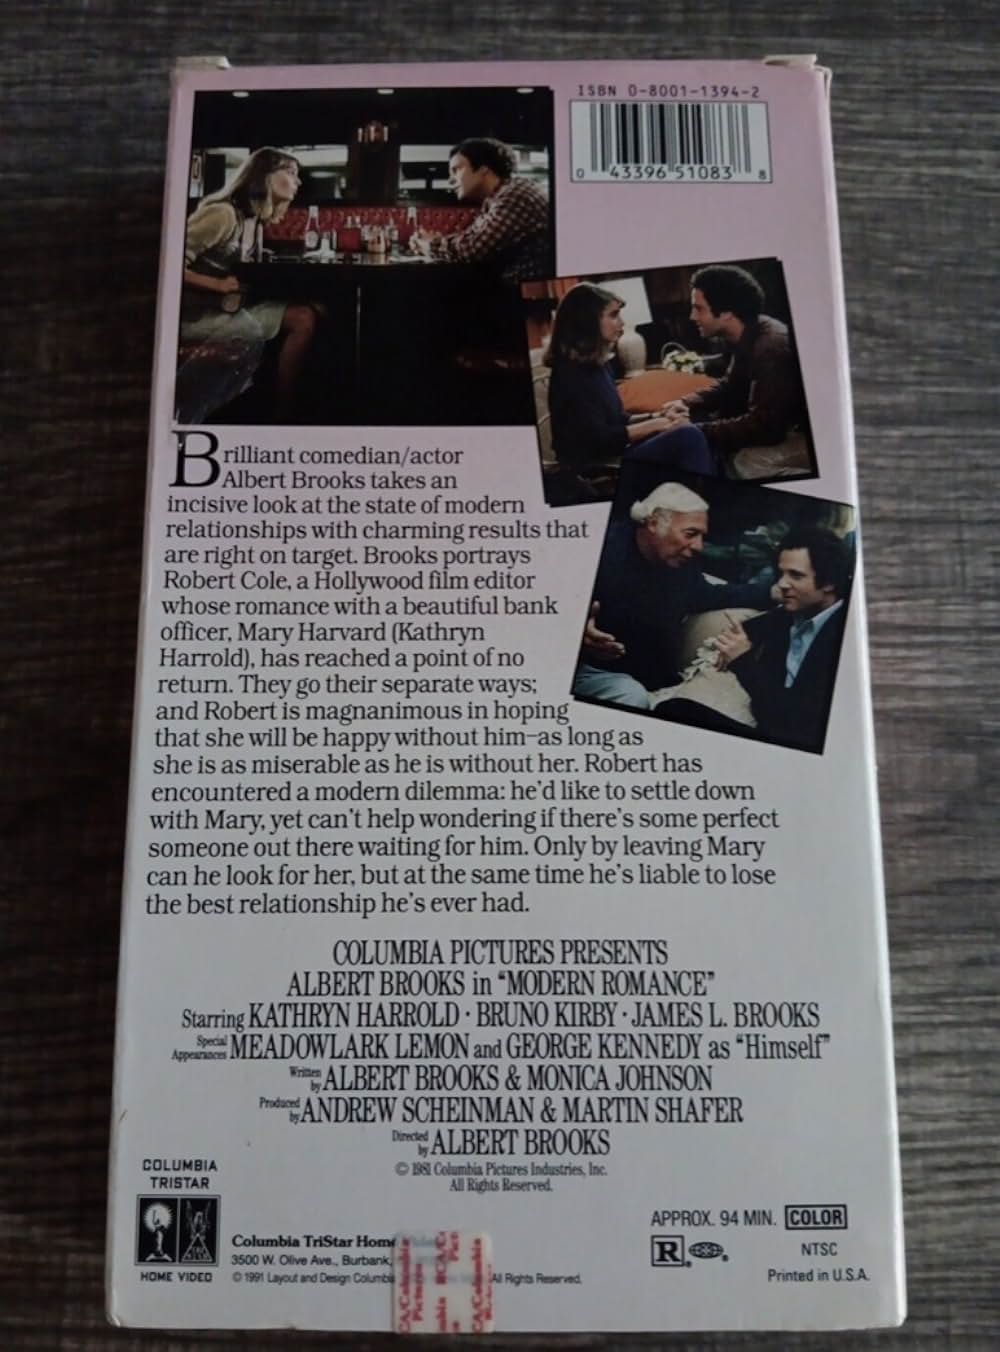 ISBN 0-8001-1394-2
0 43396 51083 8
Brilliant comedian/actor
Albert Brooks takes an
incisive look at the state of modern
relationships with charming results that
are right on target. Brooks portrays
Robert Cole, a Hollywood film editor
whose romance with a beautiful bank
officer, Mary Harvard (Kathryn
Harrold), has reached a point of no
return. They go their separate ways;
and Robert is magnanimous in hoping
that she will be happy without him—as long as
she is as miserable as he is without her. Robert has
encountered a modern dilemma: he'd like to settle down
with Mary, yet can't help wondering if there's some perfect
someone out there waiting for him. Only by leaving Mary
can he look for her, but at the same time he's liable to lose
the best relationship he's ever had.
COLUMBIA PICTURES PRESENTS
ALBERT BROOKS in "MODERN ROMANCE"
Starring KATHRYN HARROLD · BRUNO KIRBY · JAMES L. BROOKS
Special Appearances MEADOWLARK LEMON and GEORGE KENNEDY as "Himself"
Written by ALBERT BROOKS & MONICA JOHNSON
Produced by ANDREW SCHEINMAN & MARTIN SHAFER
Directed by ALBERT BROOKS
© 1981 Columbia Pictures Industries, Inc.
All Rights Reserved.
COLUMBIA
TRISTAR
HOME VIDEO
Columbia TriStar Home
3500 W. Olive Ave., Burbank,
© 1991 Layout and Design Columbia All Rights Reserved.
APPROX. 94 MIN. COLOR
R NTSC
Printed in U.S.A.